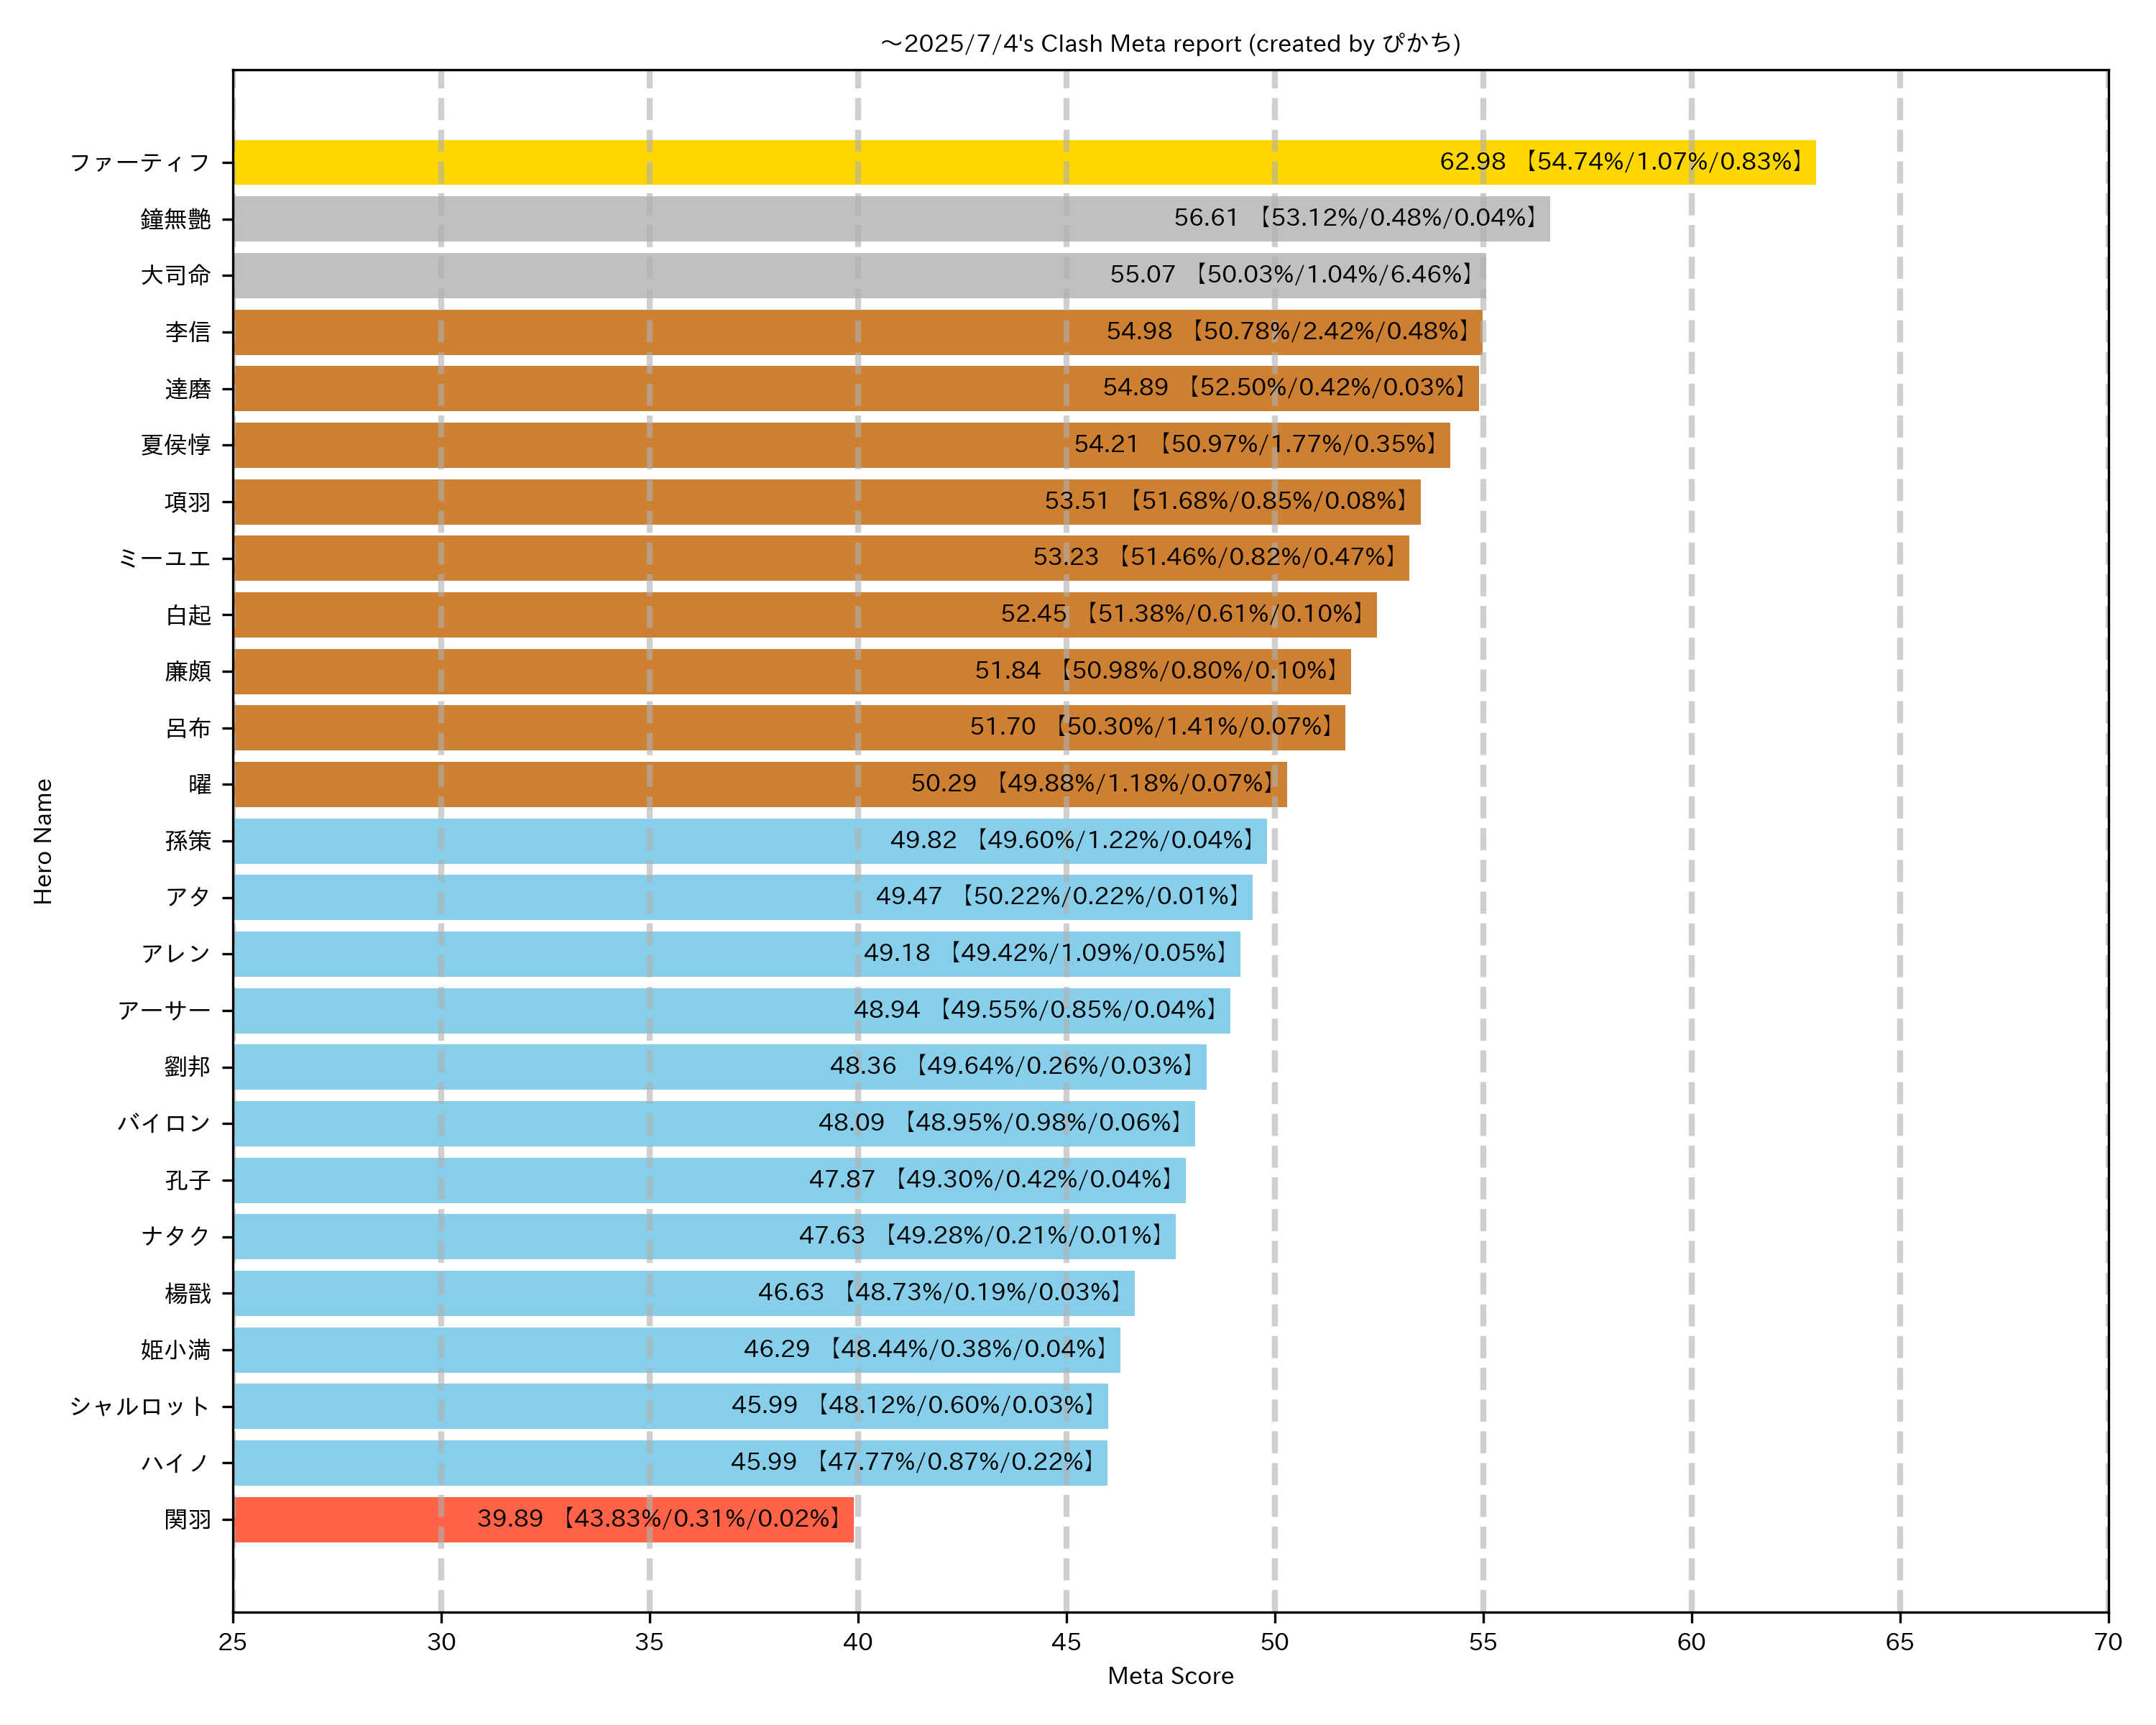 ～2025/7/4's Clash Meta report (created by ぴかち)
ファーティフ 62.98 【54.74%/1.07%/0.83%】
鐘無艶 56.61 【53.12%/0.48%/0.04%】
大司命 55.07 【50.03%/1.04%/6.46%】
李信 54.98 【50.78%/2.42%/0.48%】
達磨 54.89 【52.50%/0.42%/0.03%】
夏侯惇 54.21 【50.97%/1.77%/0.35%】
項羽 53.51 【51.68%/0.85%/0.08%】
ミーユエ 53.23 【51.46%/0.82%/0.47%】
白起 52.45 【51.38%/0.61%/0.10%】
廉頗 51.84 【50.98%/0.80%/0.10%】
呂布 51.70 【50.30%/1.41%/0.07%】
曜 50.29 【49.88%/1.18%/0.07%】
孫策 49.82 【49.60%/1.22%/0.04%】
アタ 49.47 【50.22%/0.22%/0.01%】
アレン 49.18 【49.42%/1.09%/0.05%】
アーサー 48.94 【49.55%/0.85%/0.04%】
劉邦 48.36 【49.64%/0.26%/0.03%】
バイロン 48.09 【48.95%/0.98%/0.06%】
孔子 47.87 【49.30%/0.42%/0.04%】
ナタク 47.63 【49.28%/0.21%/0.01%】
楊戩 46.63 【48.73%/0.19%/0.03%】
姫小満 46.29 【48.44%/0.38%/0.04%】
シャルロット 45.99 【48.12%/0.60%/0.03%】
ハイノ 45.99 【47.77%/0.87%/0.22%】
関羽 39.89 【43.83%/0.31%/0.02%】
Hero Name
25 30 35 40 45 50 55 60 65 70
Meta Score